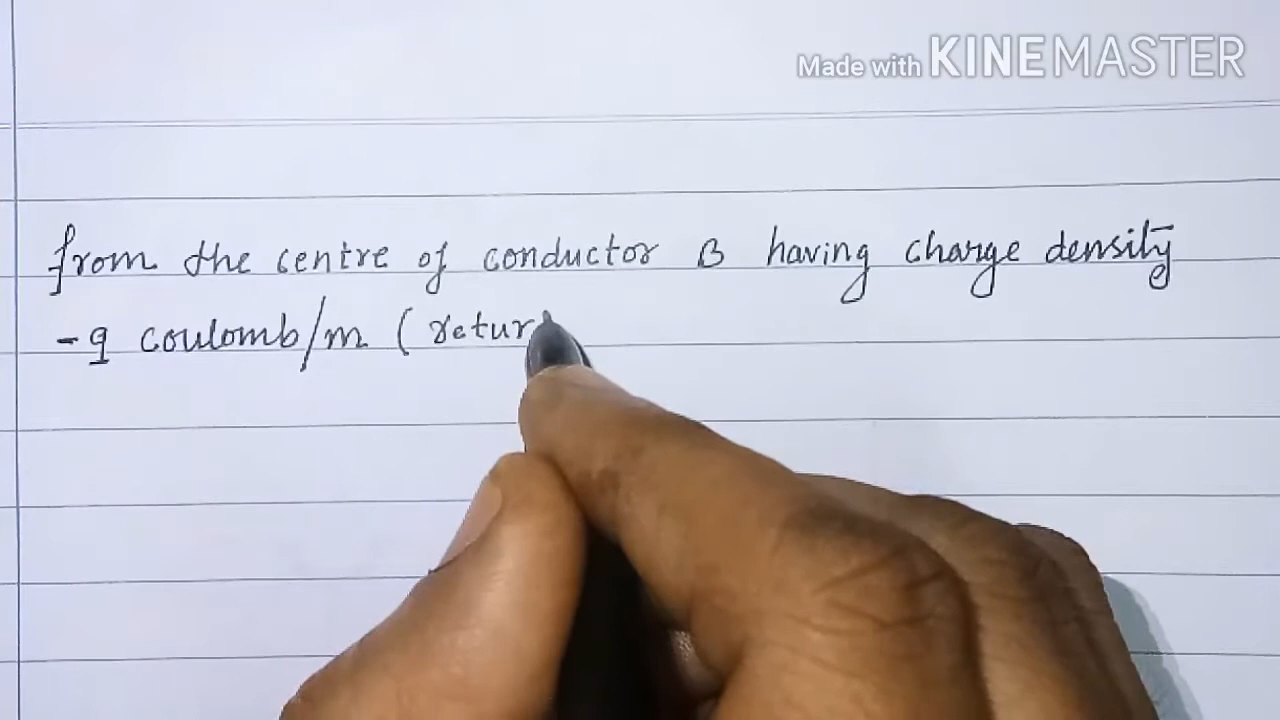 Made with KINEMASTER
from the centre of conductor B having charge density
-q coulomb/m (retur